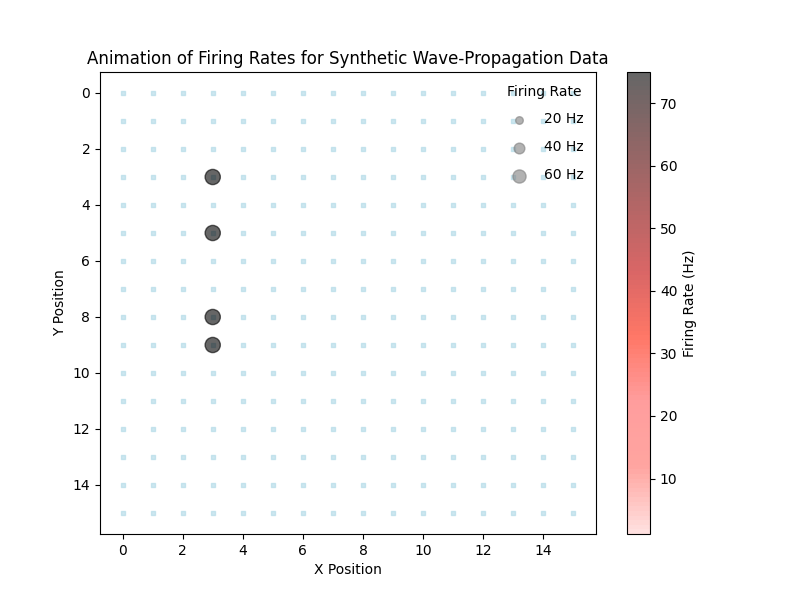 Animation of Firing Rates for Synthetic Wave-Propagation Data
Firing Rate
20 Hz
40 Hz
60 Hz
0
2
4
6
8
10
12
14
Y Position
0 2 4 6 8 10 12 14
X Position
70
60
50
40
30
20
10
Firing Rate (Hz)